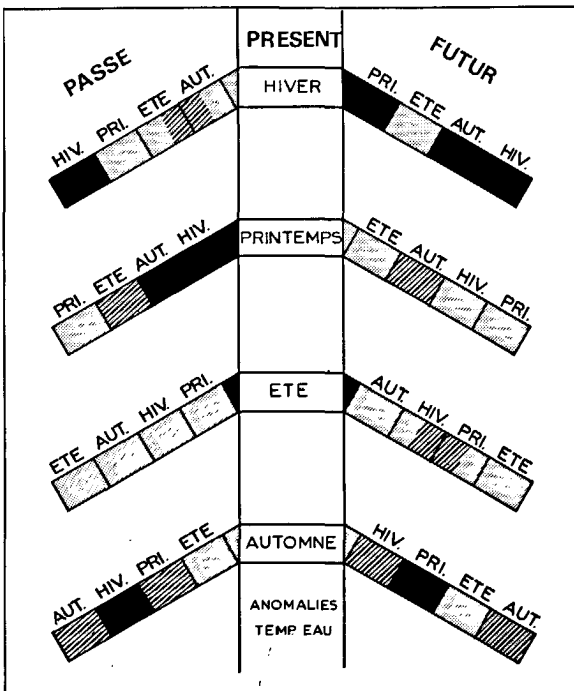 PASSE
PRESENT
FUTUR
HIV. PRI. ETE AUT.
HIVER
PRI. ETE AUT. HIV.
PRI. ETE AUT. HIV.
PRINTEMPS
ETE AUT. HIV. PRI.
ETE AUT. HIV. PRI.
ETE
AUT. HIV. PRI. ETE
AUT. HIV. PRI. ETE
AUTOMNE
HIV. PRI. ETE AUT.
ANOMALIES
TEMP EAU